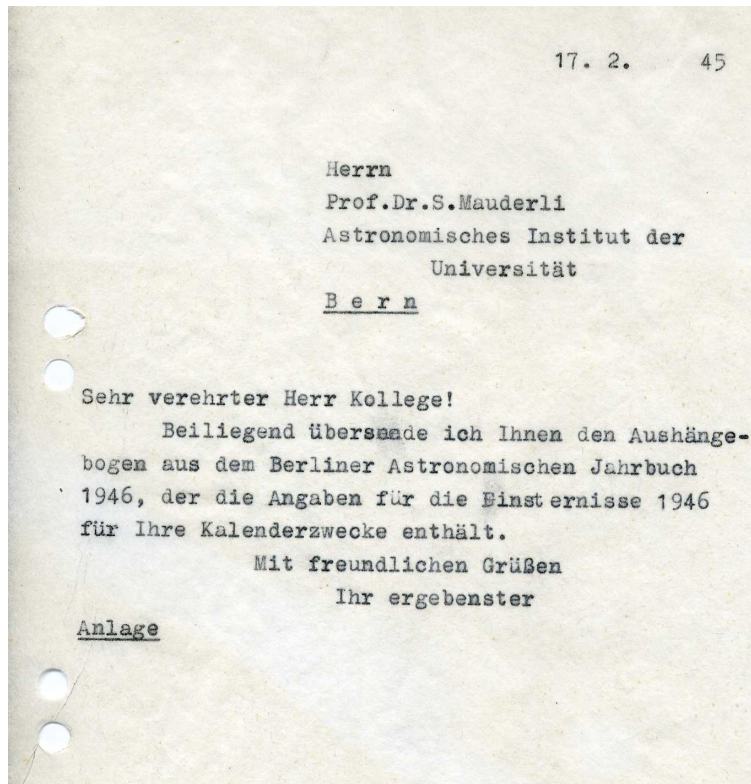 17. 2. 45
Herrn
Prof.Dr.S.Mauderli
Astronomisches Institut der
Universität
B e r n
Sehr verehrter Herr Kollege!
Beiliegend übersende ich Ihnen den Aushänge-
bogen aus dem Berliner Astronomischen Jahrbuch
1946, der die Angaben für die Finsternisse 1946
für Ihre Kalenderzwecke enthält.
Mit freundlichen Grüßen
Ihr ergebenster
Anlage